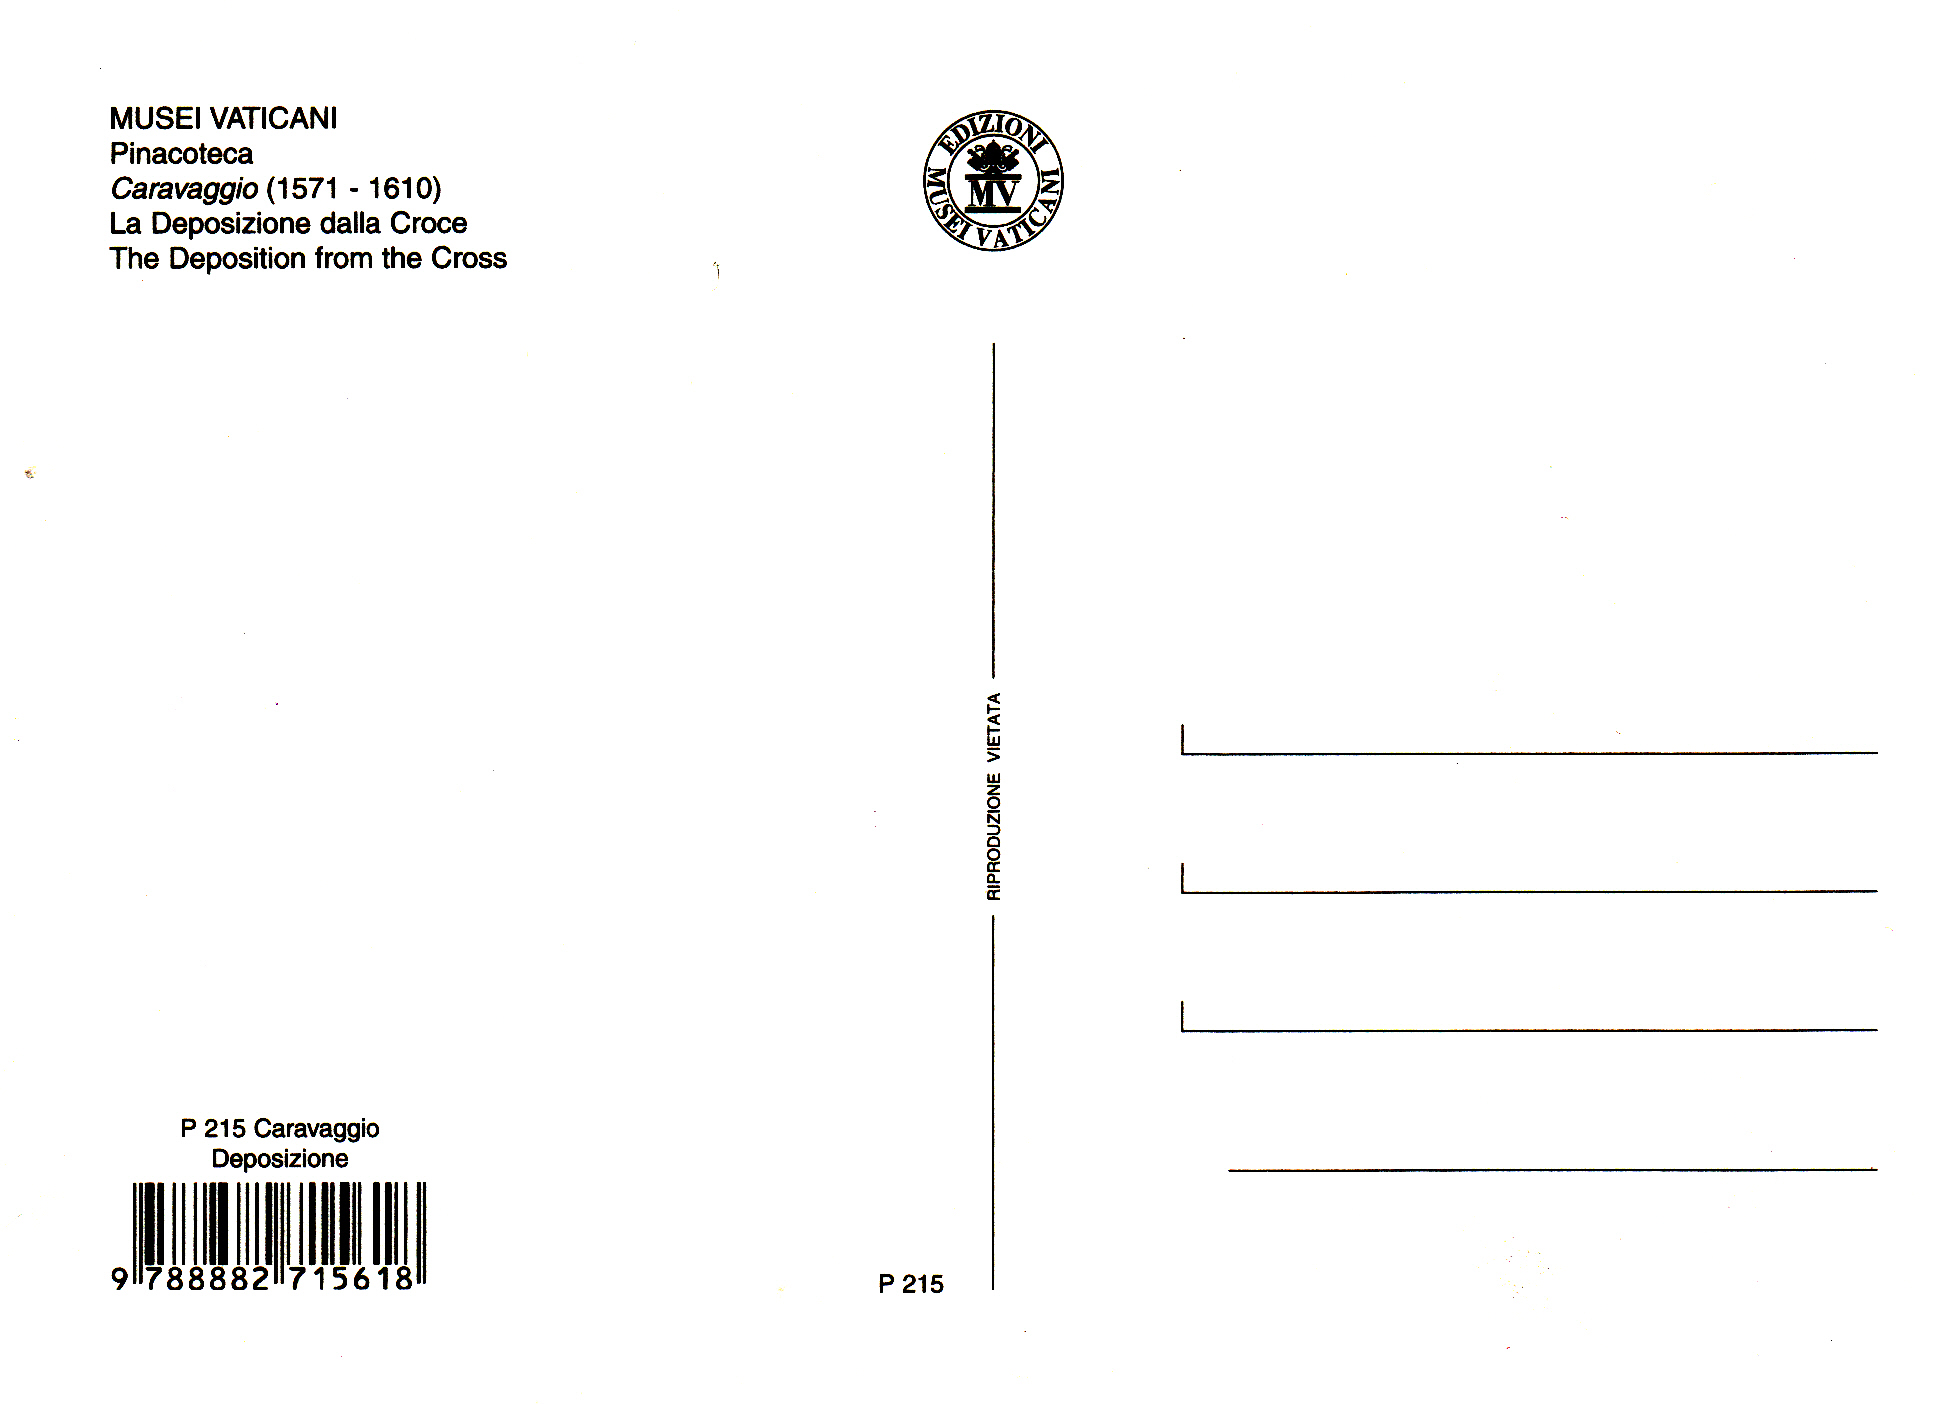 MUSEI VATICANI
Pinacoteca
Caravaggio (1571 - 1610)
La Deposizione dalla Croce
The Deposition from the Cross
EDIZIONI
MUSEI VATICANI
MV
RIPRODUZIONE VIETATA
P 215 Caravaggio
Deposizione
9 788882 715618
P 215